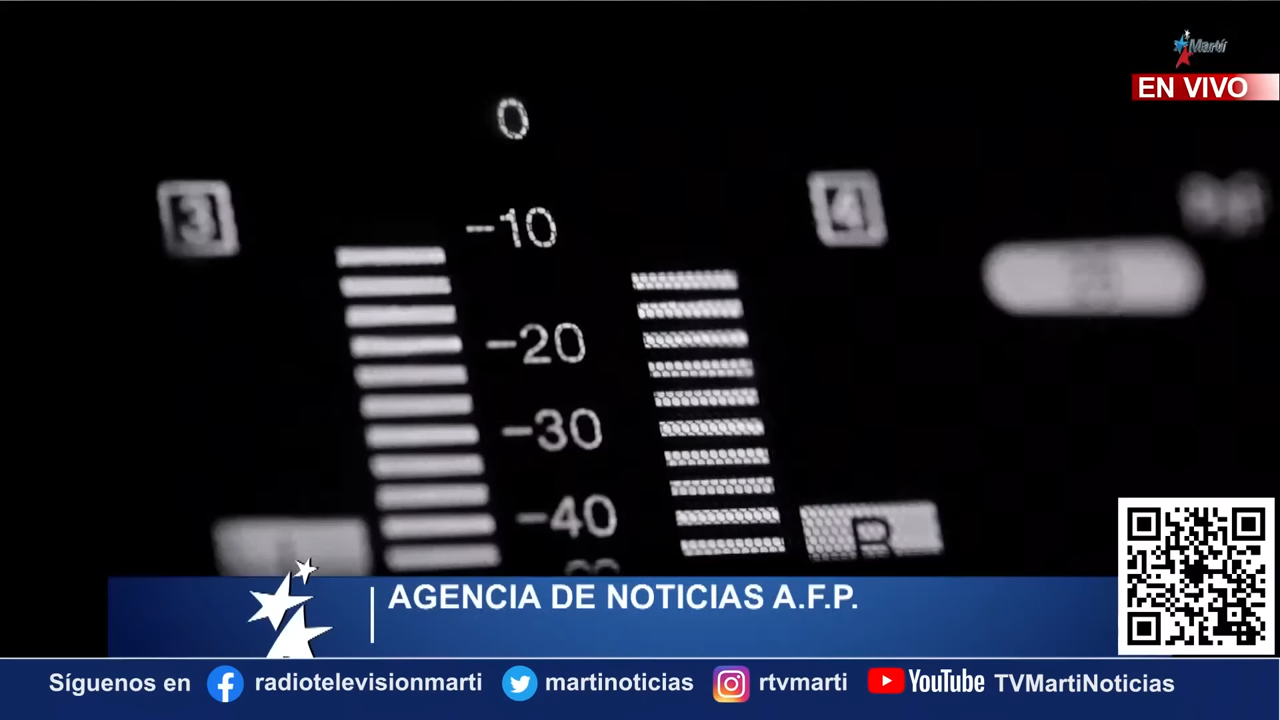 Martí
EN VIVO
0
3
4
-10
-20
-30
-40
R
AGENCIA DE NOTICIAS A.F.P.
Síguenos en radiotelevisionmarti martinoticias rtvmarti YouTube TVMartiNoticias